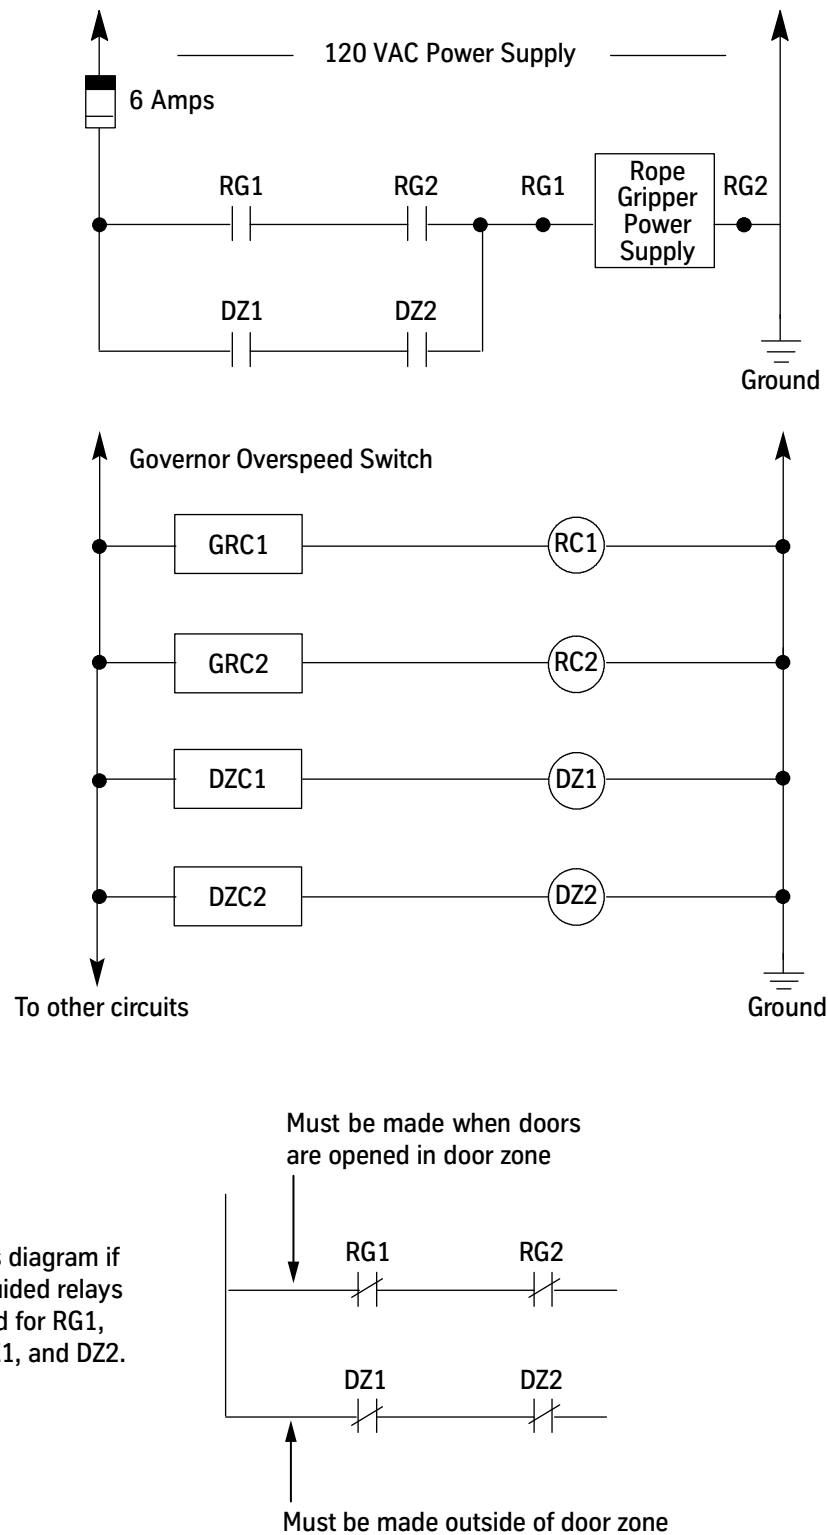 120 VAC Power Supply
6 Amps
RG1
RG2
RG1
Rope
Gripper
Power
Supply
RG2
DZ1
DZ2
Ground
Governor Overspeed Switch
GRC1
RC1
GRC2
RC2
DZC1
DZ1
DZC2
DZ2
To other circuits
Ground
Must be made when doors
are opened in door zone
diagram if
relays
for RG1,
and DZ2.
RG1
RG2
DZ1
DZ2
Must be made outside of door zone